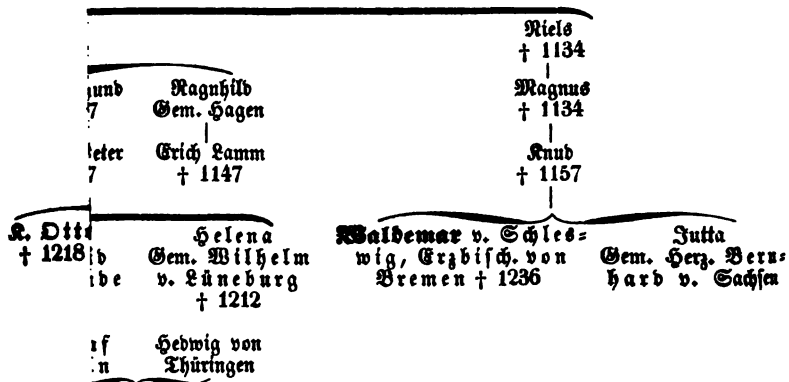 Niels
† 1134
Ragnhild
Gem. Hagen
Magnus
† 1134
Erich Lamm
† 1147
Knud
† 1157
K. Otto
† 1218
Helena
Gem. Wilhelm
v. Lüneburg
† 1212
Waldemar v. Schles-
wig, Erzbisch. von
Bremen † 1236
Jutta
Gem. Herz. Bern-
hard v. Sachsen
Hedwig von
Thüringen